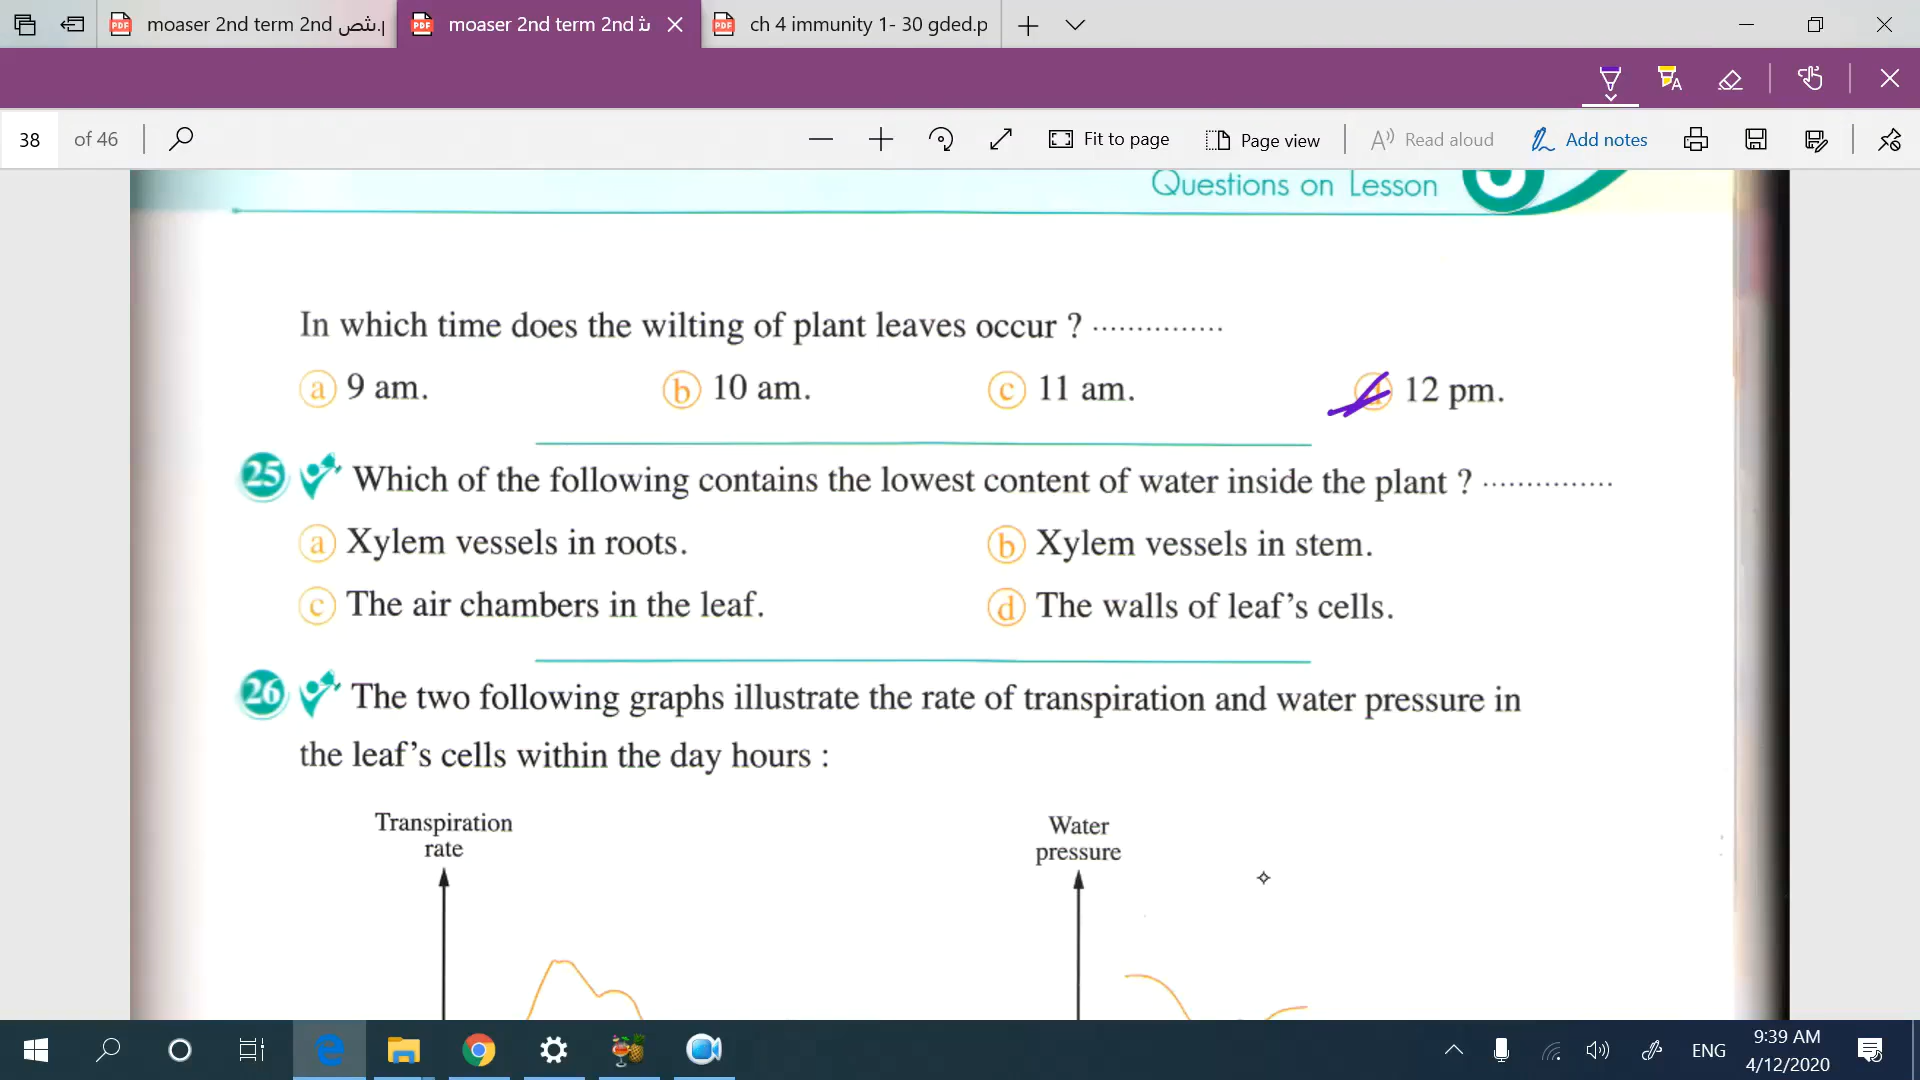 moaser 2nd term 2nd نثص.p
moaser 2nd term 2nd
ch 4 immunity 1- 30 gded.p
38 of 46
Fit to page
Page view
Read aloud
Add notes
Questions on Lesson 3
In which time does the wilting of plant leaves occur ? ...............
a 9 am. b 10 am. c 11 am. d 12 pm.
25 Which of the following contains the lowest content of water inside the plant ? ...............
a Xylem vessels in roots. b Xylem vessels in stem.
c The air chambers in the leaf. d The walls of leaf’s cells.
26 The two following graphs illustrate the rate of transpiration and water pressure in
the leaf’s cells within the day hours :
Transpiration
rate
Water
pressure
ENG
9:39 AM
4/12/2020